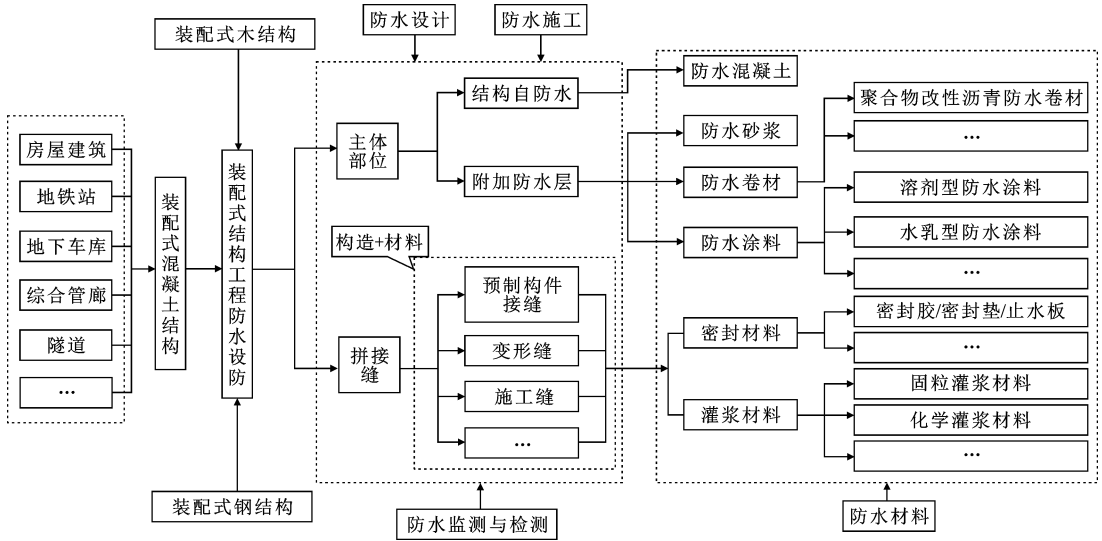 防水设计
防水施工
装配式木结构
房屋建筑
地铁站
地下车库
综合管廊
隧道
…
装配式混凝土结构
装配式结构工程防水设防
装配式钢结构
主体
部位
结构自防水
附加防水层
构造+材料
拼接
缝
预制构件
接缝
变形缝
施工缝
…
防水监测与检测
防水混凝土
防水砂浆
防水卷材
防水涂料
密封材料
灌浆材料
聚合物改性沥青防水卷材
…
溶剂型防水涂料
水乳型防水涂料
…
密封胶/密封垫/止水板
…
固粒灌浆材料
化学灌浆材料
…
防水材料